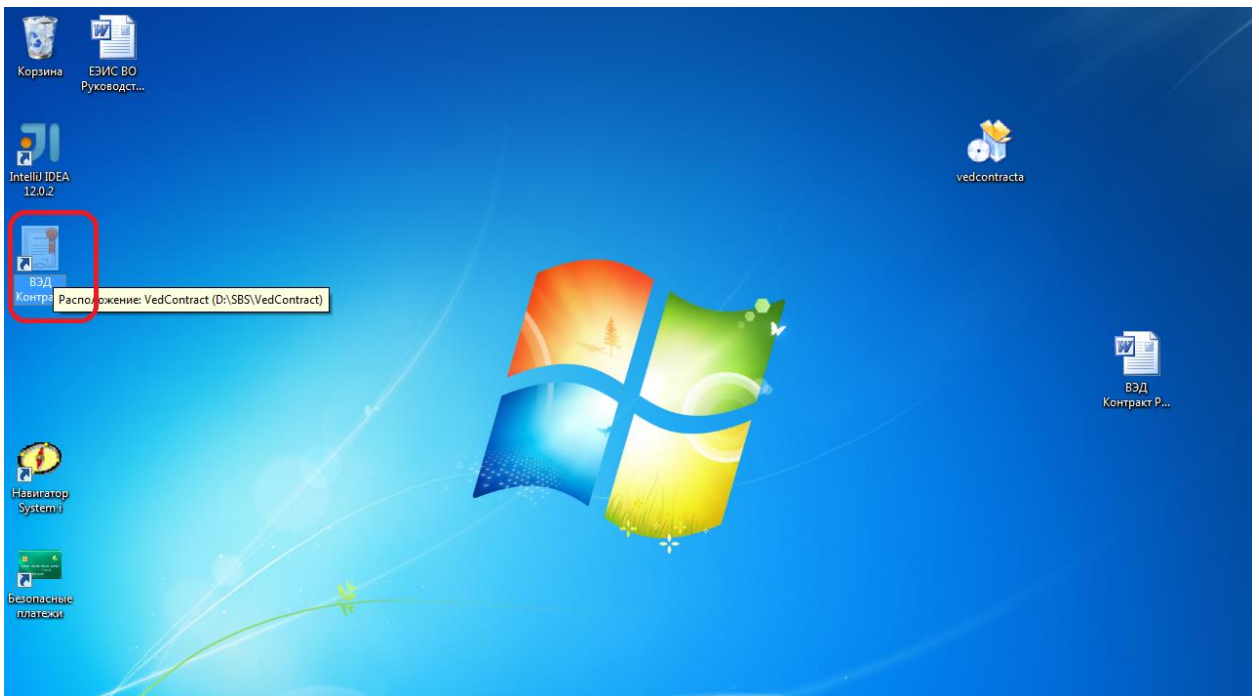 Корзина
ЕЭИС ВО
Руководст...
IntelliJ IDEA
12.0.2
vedcontracta
ВЭД
Контра
Расположение: VedContract (D:\SBS\VedContract)
ВЭД
Контракт Р...
Навигатор
System i
Безопасные
платежи